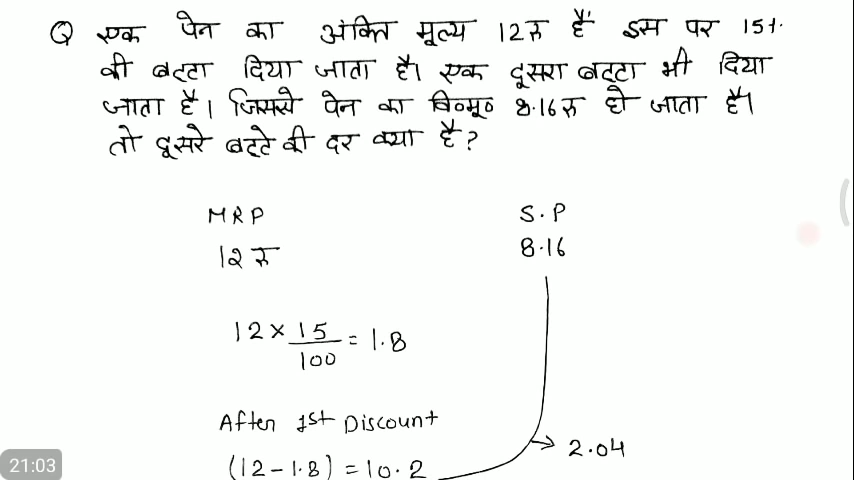 Q एक पेन का अंकित मूल्य 12रु है इस पर 15%
की बट्टा दिया जाता है। एक दूसरा बट्टा भी दिया
जाता है। जिससे पेन का वि०मू० 8.16रु हो जाता है।
तो दूसरे बट्टे की दर क्या है?
MRP S.P
12रु 8.16
12 × 15/100 = 1.8
After 1st Discount
(12-1.8) = 10.2 → 2.04
21:03